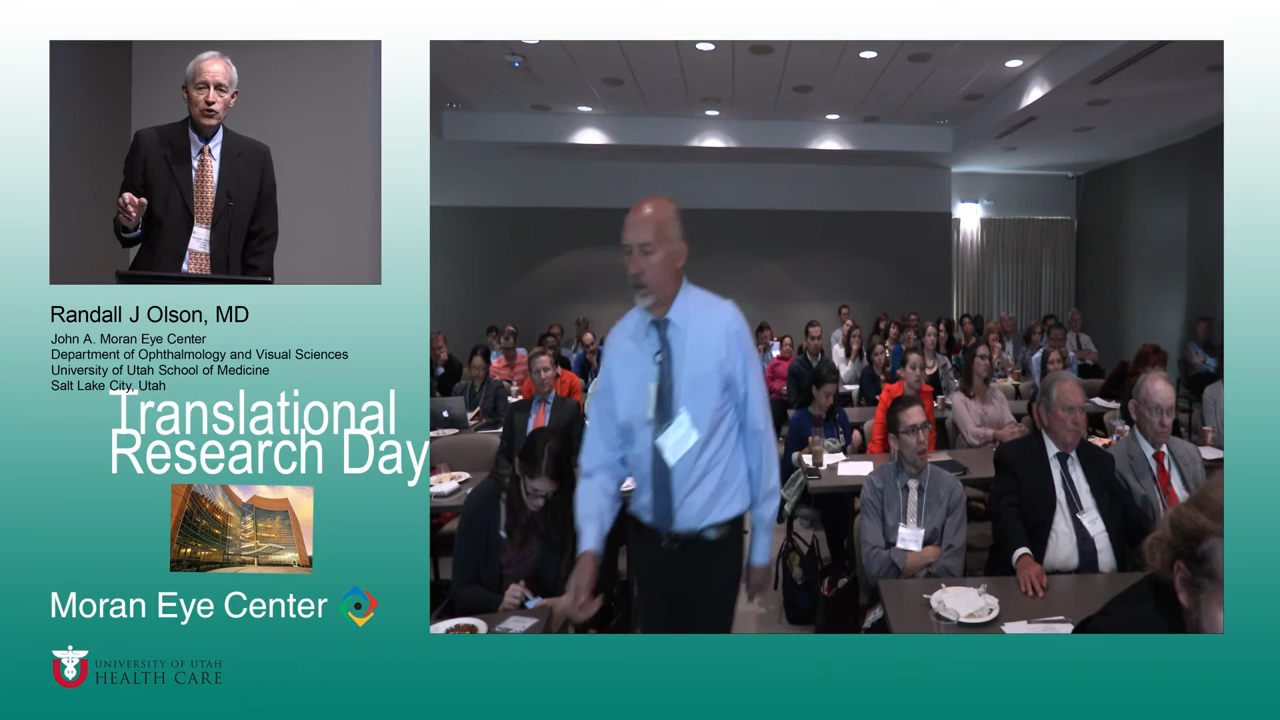 Randall J Olson, MD
John A. Moran Eye Center
Department of Ophthalmology and Visual Sciences
University of Utah School of Medicine
Salt Lake City, Utah
Translational
Research Day
Moran Eye Center
UNIVERSITY OF UTAH
HEALTH CARE